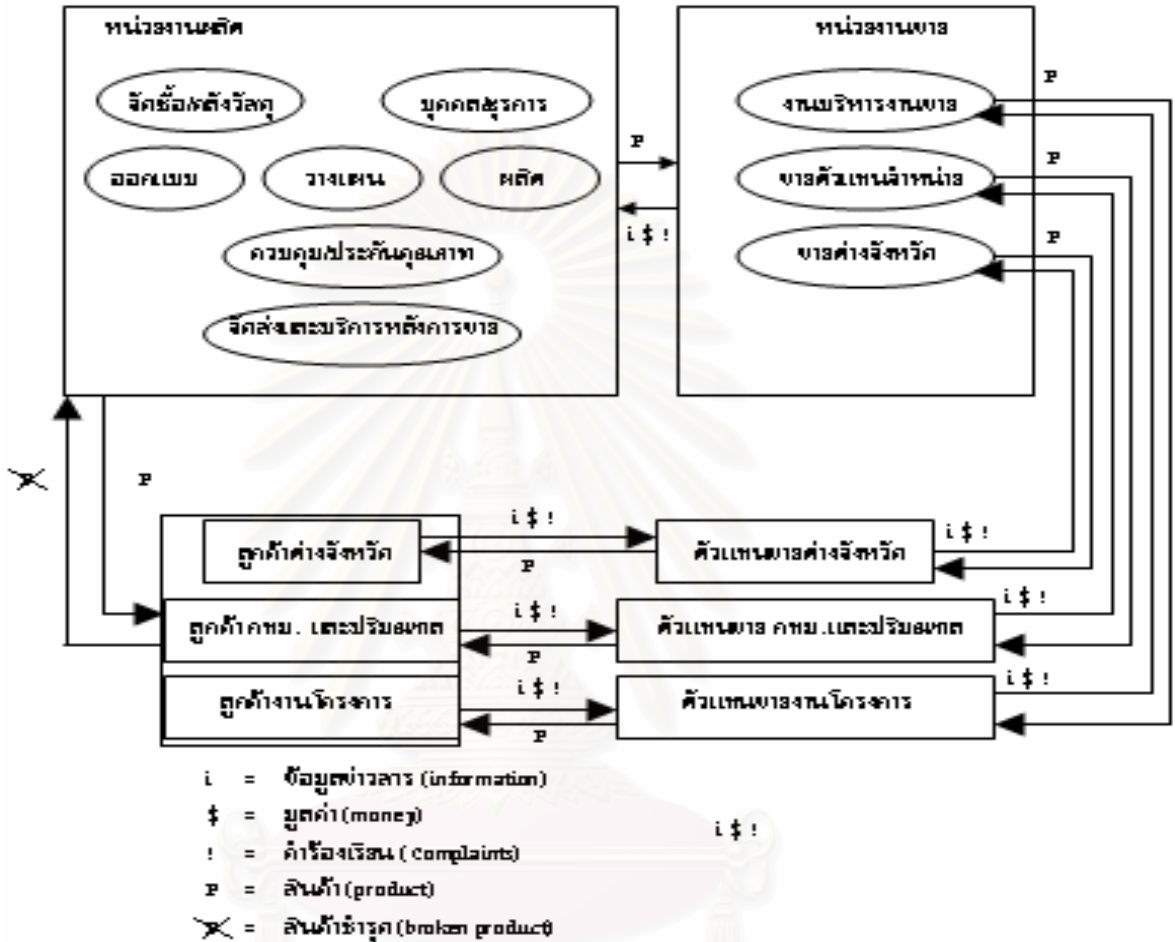 หน่วยงานผลิต
หน่วยงานขาย
จัดซื้อ/คลังวัสดุ
บุคคล/ธุรการ
งานบริหารงานขาย
P
P
ออกแบบ
วางแผน
ผลิต
ขายตัวแทนจำหน่าย
P
i $ !
ควบคุม/ประกันคุณภาพ
ขายต่างจังหวัด
P
จัดส่งและบริการหลังการขาย
P
P
ลูกค้าต่างจังหวัด
i $ !
P
ตัวแทนขายต่างจังหวัด
i $ !
ลูกค้า กทม. และปริมณฑล
i $ !
P
ตัวแทนขาย กทม.และปริมณฑล
i $ !
ลูกค้างานโครงการ
i $ !
P
ตัวแทนขายงานโครงการ
i $ !
i = ข้อมูลข่าวสาร (information)
$ = มูลค่า (money)
i $ !
! = คำร้องเรียน ( Complaints)
P = สินค้า (product)
P = สินค้าชำรุด (broken product)